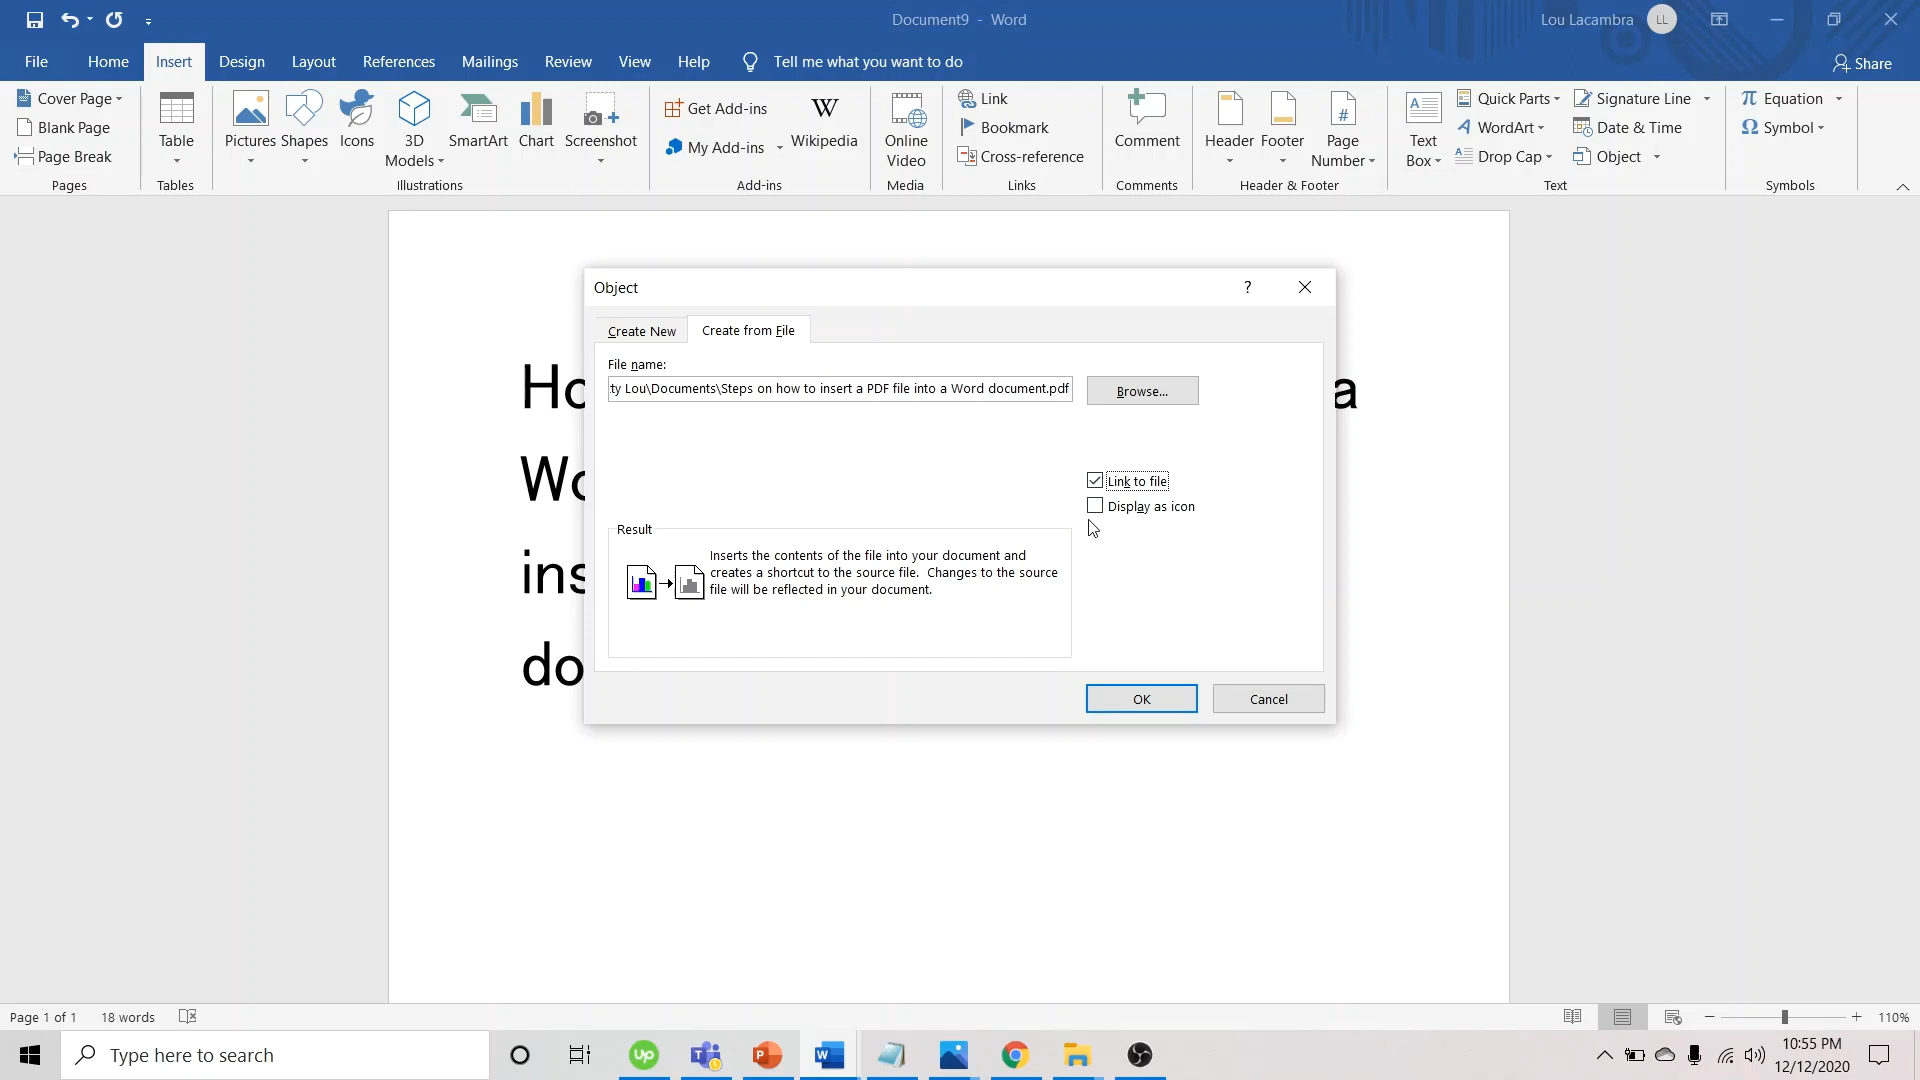 Document9 - Word
Lou Lacambra LL
File Home Insert Design Layout References Mailings Review View Help Tell me what you want to do Share
Cover Page
Blank Page
Page Break
Pages
Table
Tables
Pictures Shapes Icons 3D Models SmartArt Chart Screenshot
Illustrations
Get Add-ins
My Add-ins
W Wikipedia
Add-ins
Online Video
Media
Link
Bookmark
Cross-reference
Links
Comment
Comments
Header Footer Page Number
Header & Footer
Text Box
Quick Parts
WordArt
Drop Cap
Signature Line
Date & Time
Object
Text
Equation
Symbol
Symbols
Ho a
Wo
ins
do
Object ?
Create New Create from File
File name:
ty Lou\Documents\Steps on how to insert a PDF file into a Word document.pdf Browse...
Link to file
Display as icon
Result
Inserts the contents of the file into your document and
creates a shortcut to the source file. Changes to the source
file will be reflected in your document.
OK Cancel
Page 1 of 1 18 words 110%
Type here to search
10:55 PM
12/12/2020